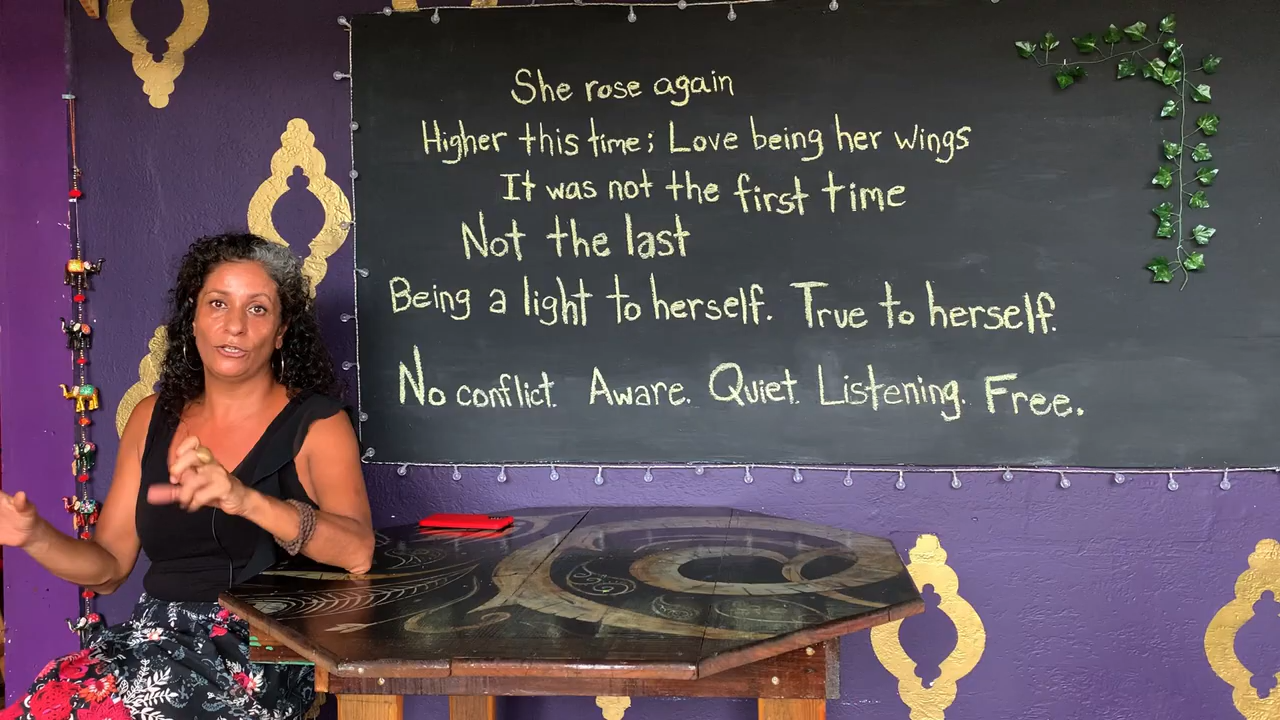 She rose again
Higher this time; Love being her wings
It was not the first time
Not the last
Being a light to herself. True to herself.
No conflict. Aware. Quiet. Listening. Free.